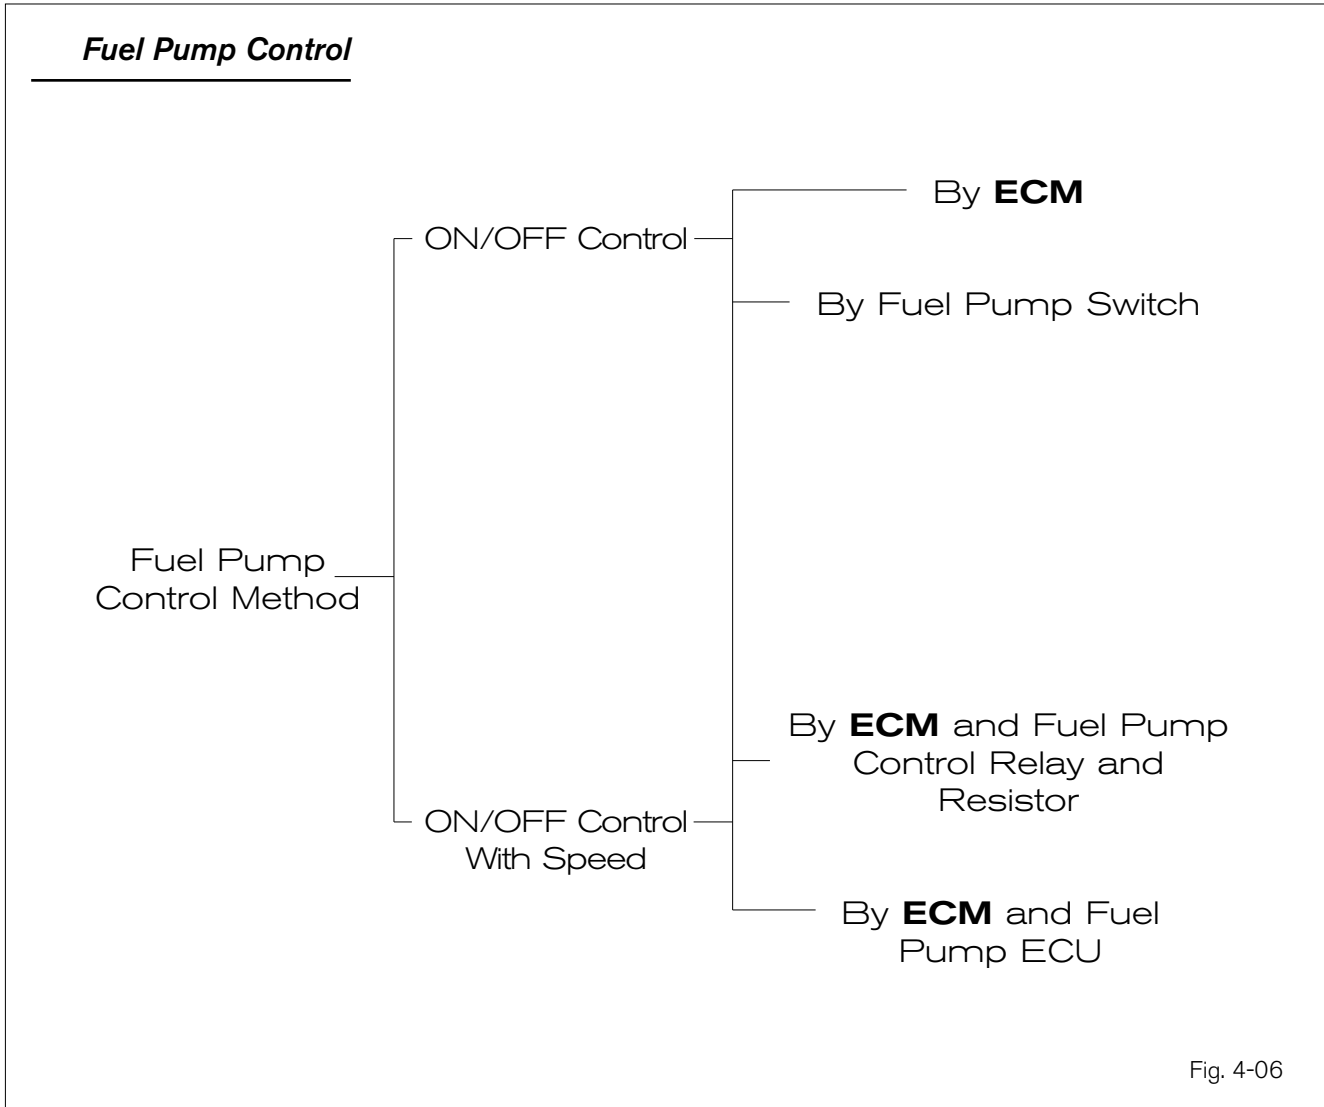 Fuel Pump Control
By ECM
ON/OFF Control
By Fuel Pump Switch
Fuel Pump
Control Method
By ECM and Fuel Pump
Control Relay and
Resistor
ON/OFF Control
With Speed
By ECM and Fuel
Pump ECU
Fig. 4-06